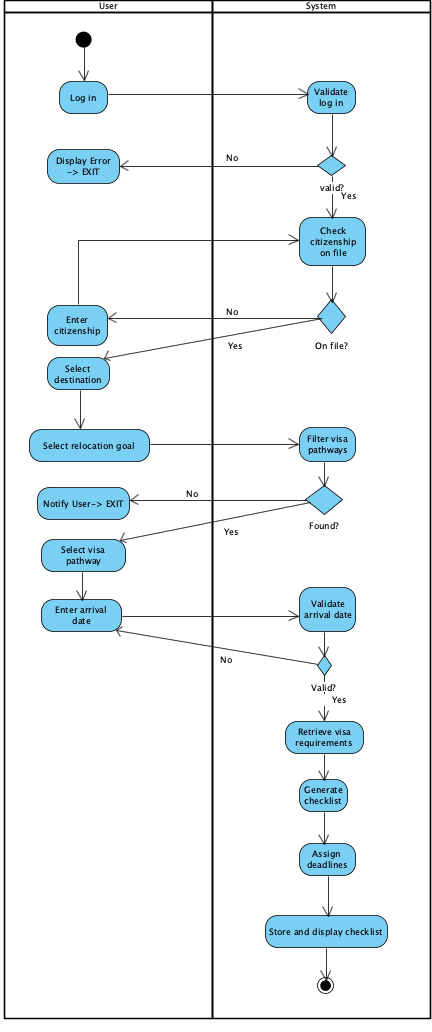 User
System
Log in
Validate
log in
No
Display Error
-> EXIT
valid?
Yes
Check
citizenship
on file
No
Enter
citizenship
On file?
Yes
Select
destination
Select relocation goal
Filter visa
pathways
No
Notify User-> EXIT
Found?
Yes
Select visa
pathway
Enter arrival
date
Validate
arrival date
No
Valid?
Yes
Retrieve visa
requirements
Generate
checklist
Assign
deadlines
Store and display checklist